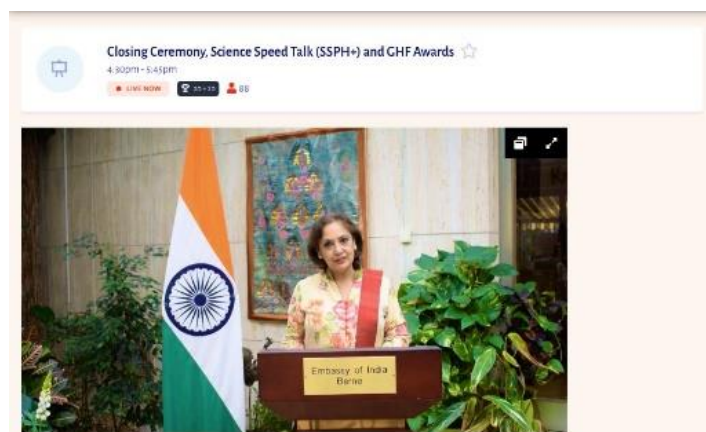 Closing Ceremony, Science Speed Talk (SSPH+) and GHF Awards
4:30pm - 5:45pm
LIVE NOW
88
Embassy of India
Berne